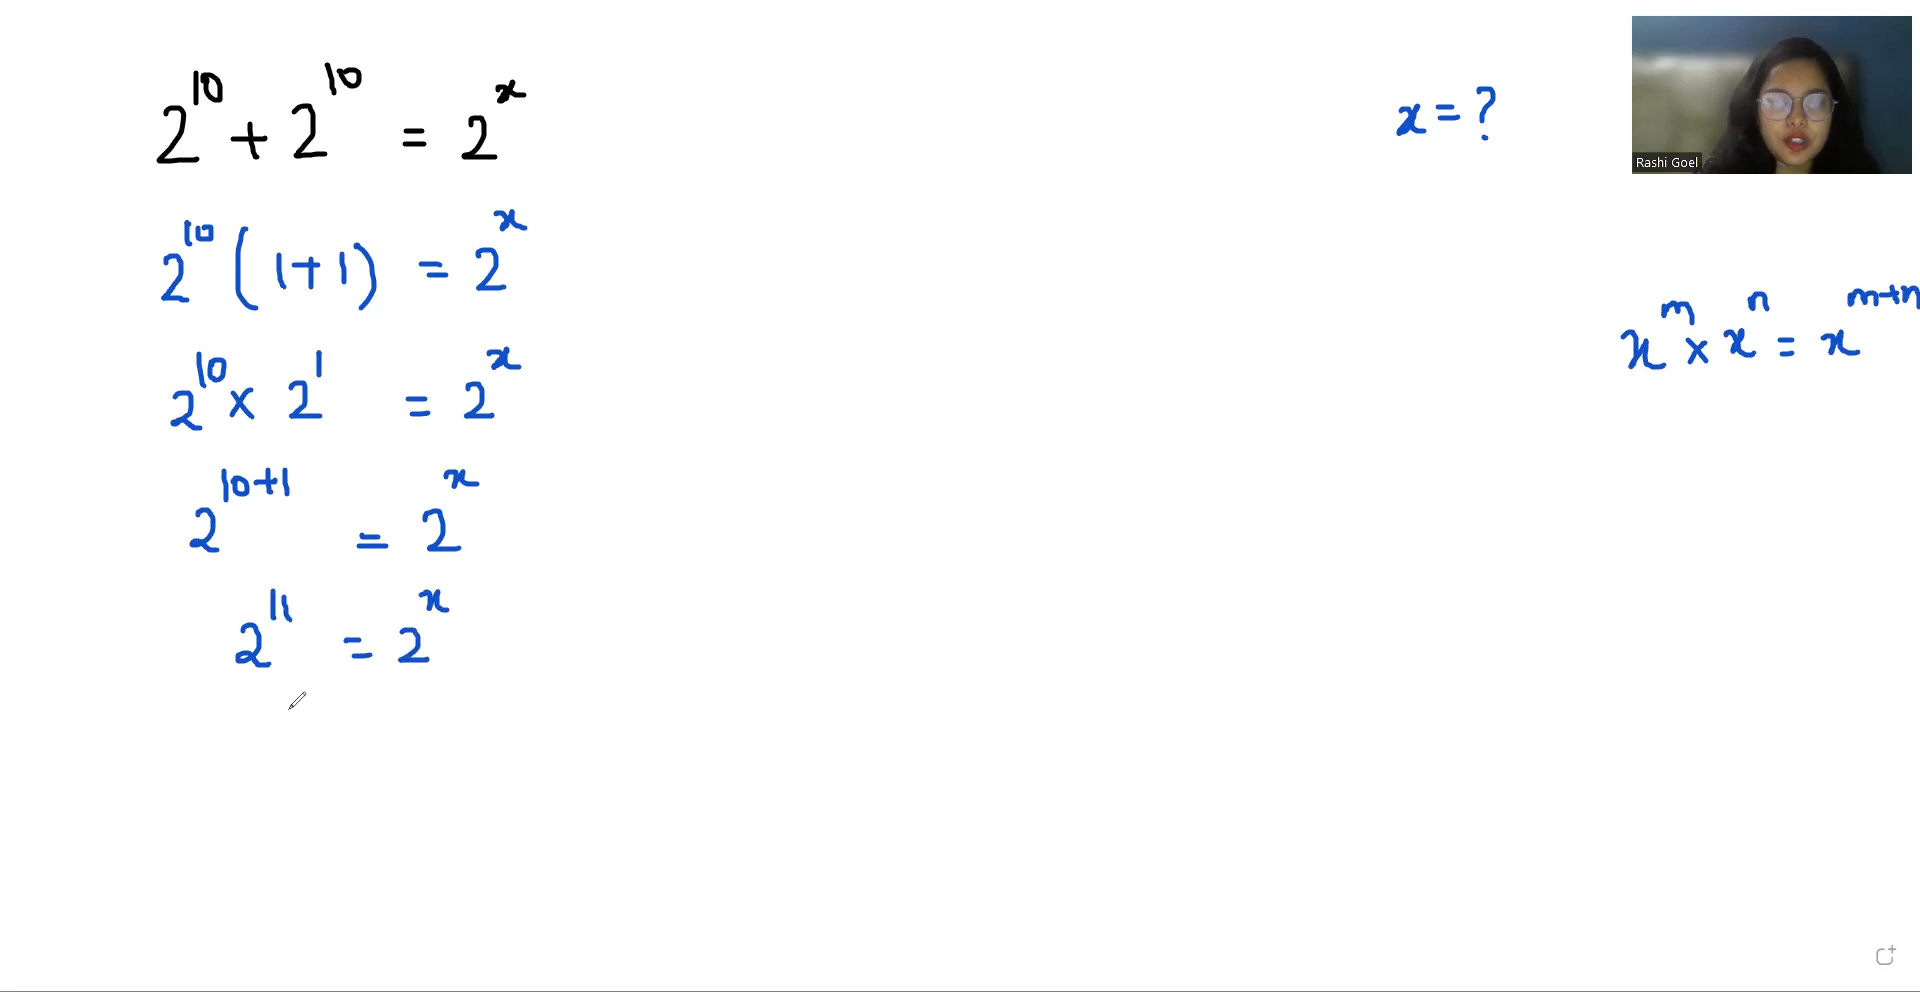 2^10 + 2^10 = 2^x
x = ?
Rashi Goel
2^10 (1+1) = 2^x
x^m × x^n = x^m+n
2^10 × 2^1 = 2^x
2^10+1 = 2^x
2^11 = 2^x